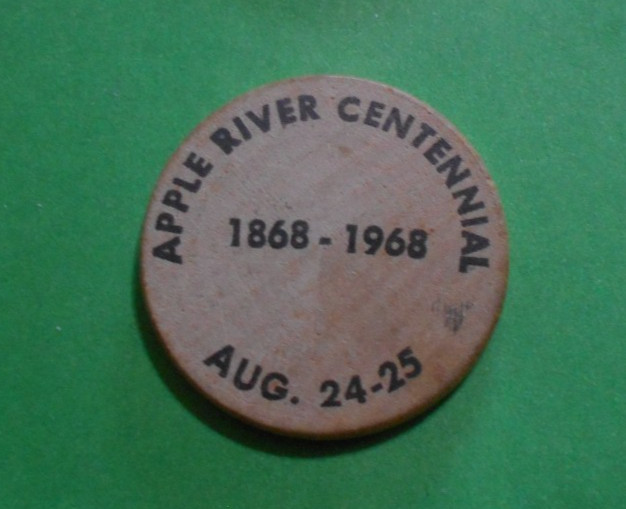 APPLE RIVER CENTENNIAL
1868 - 1968
AUG. 24-25